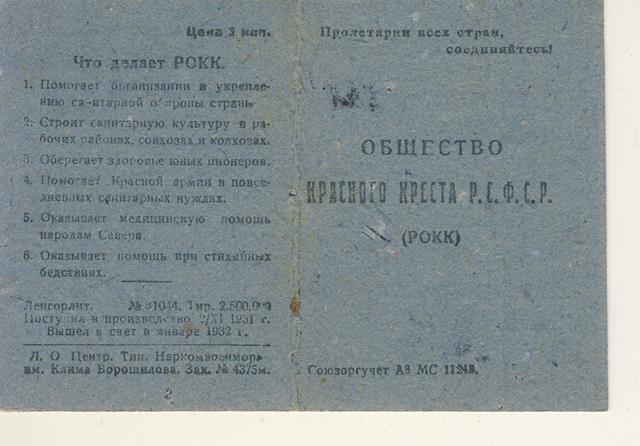 Цена 3 коп.
Что делает РОКК.
1. Помогает организации в укрепле-
нию санитарной обороны страны
2. Строит санитарную культуру в ра-
бочих районах, совхозах и колхозах.
3. Оберегает здоровье юных пионеров.
4. Помогает Красной армии в повсе-
дневных санитарных нуждах.
5. Оказывает медицинскую помощь
народам Севера.
6. Оказывает помощь при стихийных
бедствиях.
Ленгорлит. № 31044. Тир. 2.500.000
Поступил в производство 2/XI 1931 г.
Вышел в свет в январе 1932 г.
Л. О Центр. Тип. Наркомвоенмора
им. Клима Ворошилова. Зак. № 4375м.
2
Пролетарии всех стран,
соединяйтесь!
ОБЩЕСТВО
КРАСНОГО КРЕСТА Р.С.Ф.С.Р.
(РОКК)
Союзоргучет А8 МС